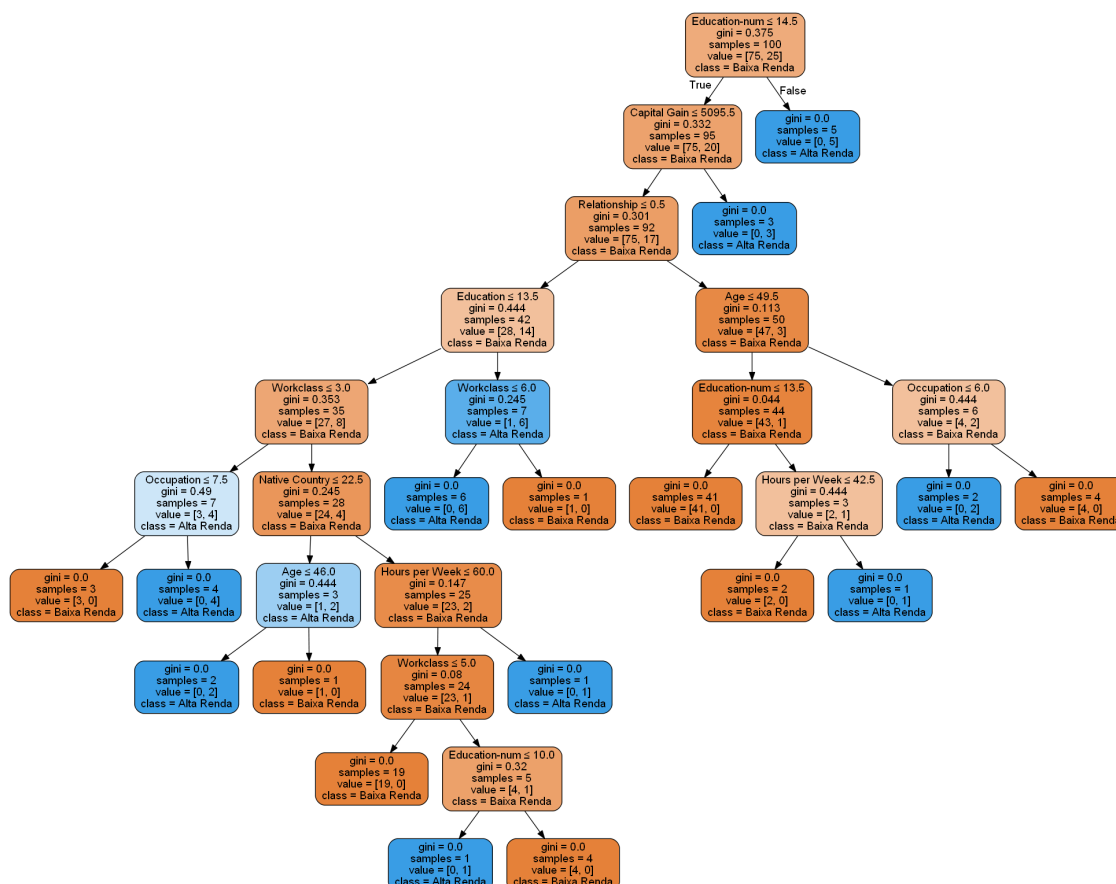 Education-num ≤ 14.5
gini = 0.375
samples = 100
value = [75, 25]
class = Baixa Renda
True
False
Capital Gain ≤ 5095.5
gini = 0.332
samples = 95
value = [75, 20]
class = Baixa Renda
gini = 0.0
samples = 5
value = [0, 5]
class = Alta Renda
Relationship ≤ 0.5
gini = 0.301
samples = 92
value = [75, 17]
class = Baixa Renda
gini = 0.0
samples = 3
value = [0, 3]
class = Alta Renda
Education ≤ 13.5
gini = 0.444
samples = 42
value = [28, 14]
class = Baixa Renda
Age ≤ 49.5
gini = 0.113
samples = 50
value = [47, 3]
class = Baixa Renda
Workclass ≤ 3.0
gini = 0.353
samples = 35
value = [27, 8]
class = Baixa Renda
Workclass ≤ 6.0
gini = 0.245
samples = 7
value = [1, 6]
class = Alta Renda
Education-num ≤ 13.5
gini = 0.044
samples = 44
value = [43, 1]
class = Baixa Renda
Occupation ≤ 6.0
gini = 0.444
samples = 6
value = [4, 2]
class = Baixa Renda
Occupation ≤ 7.5
gini = 0.49
samples = 7
value = [3, 4]
class = Alta Renda
Native Country ≤ 22.5
gini = 0.245
samples = 28
value = [24, 4]
class = Baixa Renda
gini = 0.0
samples = 6
value = [0, 6]
class = Alta Renda
gini = 0.0
samples = 1
value = [1, 0]
class = Baixa Renda
gini = 0.0
samples = 41
value = [41, 0]
class = Baixa Renda
Hours per Week ≤ 42.5
gini = 0.444
samples = 3
value = [2, 1]
class = Baixa Renda
gini = 0.0
samples = 2
value = [0, 2]
class = Alta Renda
gini = 0.0
samples = 4
value = [4, 0]
class = Baixa Renda
gini = 0.0
samples = 3
value = [3, 0]
class = Baixa Renda
gini = 0.0
samples = 4
value = [0, 4]
class = Alta Renda
Age ≤ 46.0
gini = 0.444
samples = 3
value = [1, 2]
class = Alta Renda
Hours per Week ≤ 60.0
gini = 0.147
samples = 25
value = [23, 2]
class = Baixa Renda
gini = 0.0
samples = 2
value = [2, 0]
class = Baixa Renda
gini = 0.0
samples = 1
value = [0, 1]
class = Alta Renda
gini = 0.0
samples = 2
value = [0, 2]
class = Alta Renda
gini = 0.0
samples = 1
value = [1, 0]
class = Baixa Renda
Workclass ≤ 5.0
gini = 0.08
samples = 24
value = [23, 1]
class = Baixa Renda
gini = 0.0
samples = 1
value = [0, 1]
class = Alta Renda
gini = 0.0
samples = 19
value = [19, 0]
class = Baixa Renda
Education-num ≤ 10.0
gini = 0.32
samples = 5
value = [4, 1]
class = Baixa Renda
gini = 0.0
samples = 1
value = [0, 1]
class = Alta Renda
gini = 0.0
samples = 4
value = [4, 0]
class = Baixa Renda